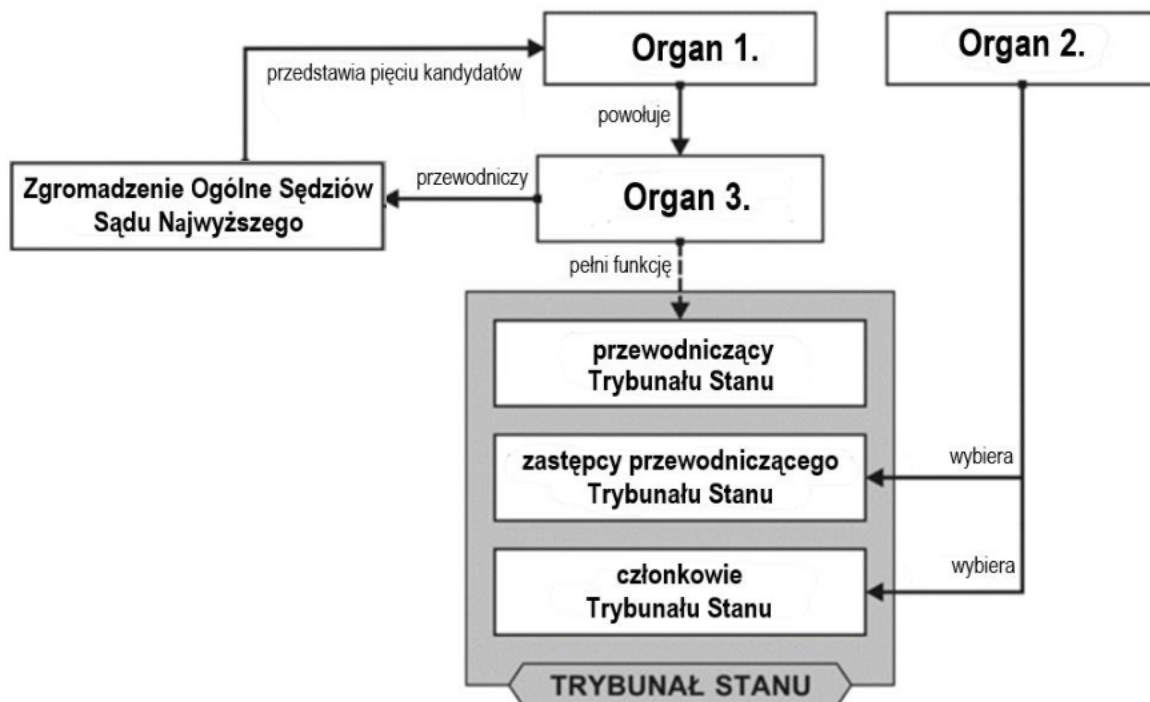 Organ 1.
Organ 2.
przedstawia pięciu kandydatów
powołuje
Zgromadzenie Ogólne Sędziów
Sądu Najwyższego
przewodniczy
Organ 3.
pełni funkcję
przewodniczący
Trybunału Stanu
zastępcy przewodniczącego
Trybunału Stanu
wybiera
członkowie
Trybunału Stanu
wybiera
TRYBUNAŁ STANU